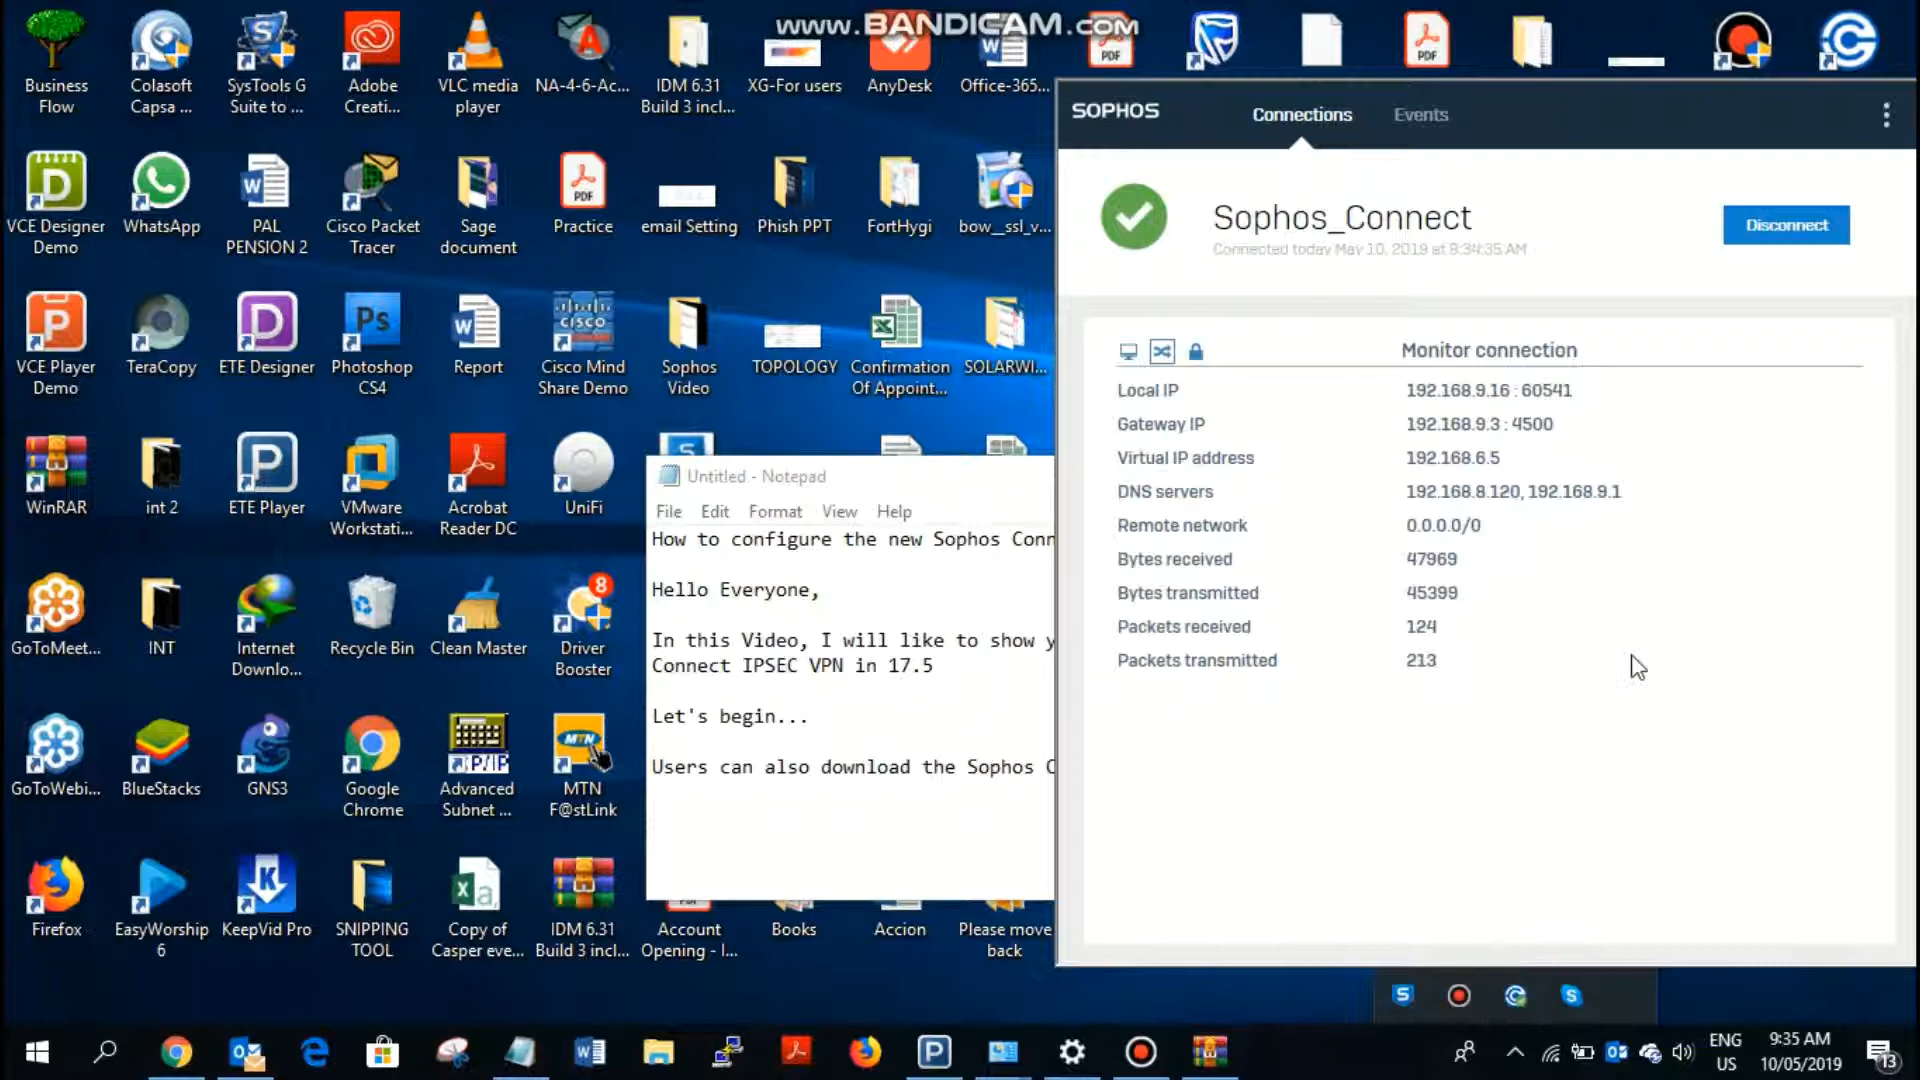 www.BANDICAM.com
Business
Flow
Colasoft
Capsa ...
SysTools G
Suite to ...
Adobe
Creati...
VLC media
player
NA-4-6-Ac...
IDM 6.31
Build 3 incl...
XG-For users
AnyDesk
Office-365...
PDF
PDF
VCE Designer
Demo
WhatsApp
PAL
PENSION 2
Cisco Packet
Tracer
Sage
document
PDF
Practice
email Setting
Phish PPT
FortHygi
bow__ssl_v...
VCE Player
Demo
TeraCopy
ETE Designer
Ps
Photoshop
CS4
Report
CISCO
Cisco Mind
Share Demo
Sophos
Video
TOPOLOGY
Confirmation
Of Appoint...
SOLARWI...
WinRAR
int 2
ETE Player
VMware
Workstati...
Acrobat
Reader DC
UniFi
GoToMeet...
INT
Internet
Downlo...
Recycle Bin
Clean Master
8
Driver
Booster
GoToWebi...
BlueStacks
GNS3
Google
Chrome
Advanced
Subnet ...
MTN
MTN
F@stLink
Firefox
EasyWorship
6
KeepVid Pro
SNIPPING
TOOL
Copy of
Casper eve...
IDM 6.31
Build 3 incl...
Account
Opening - I...
Books
Accion
Please move
back
Untitled - Notepad
File Edit Format View Help
How to configure the new Sophos Conn
Hello Everyone,
In this Video, I will like to show y
Connect IPSEC VPN in 17.5
Let's begin...
Users can also download the Sophos C
SOPHOS
Connections
Events
Sophos_Connect
Connected today May 10, 2019 at 9:34:35 AM
Disconnect
Monitor connection
Local IP 192.168.9.16 : 60541
Gateway IP 192.168.9.3 : 4500
Virtual IP address 192.168.6.5
DNS servers 192.168.8.120, 192.168.9.1
Remote network 0.0.0.0/0
Bytes received 47969
Bytes transmitted 45399
Packets received 124
Packets transmitted 213
ENG
US
9:35 AM
10/05/2019
13